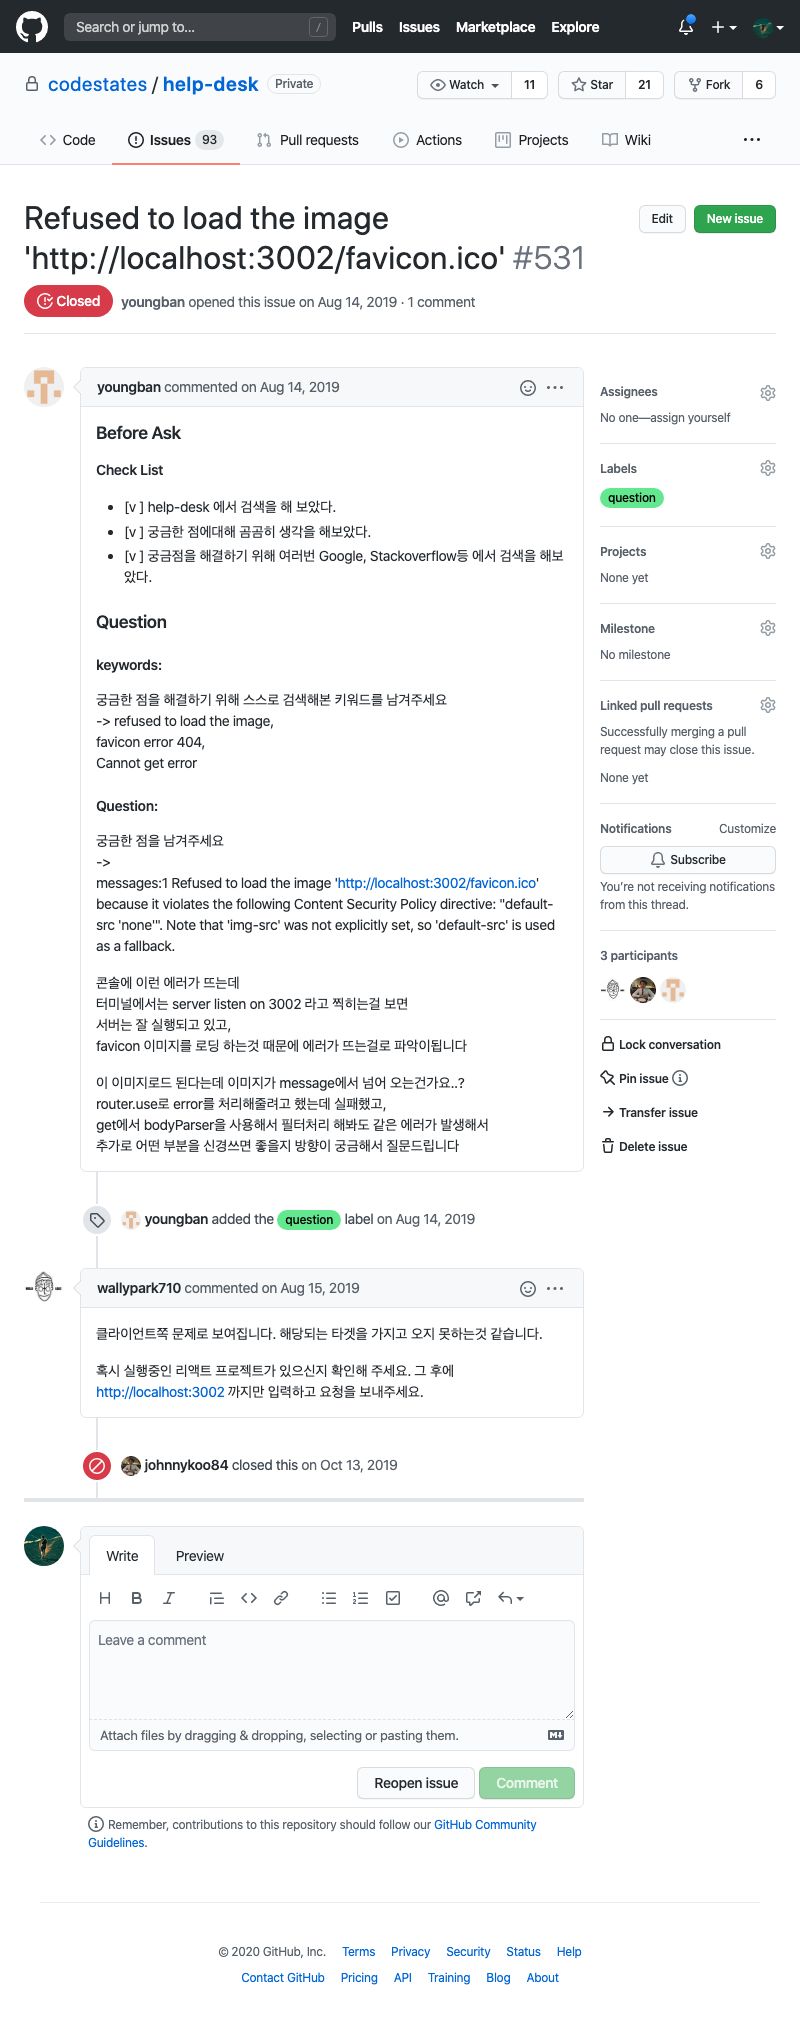 Search or jump to... /
Pulls Issues Marketplace Explore
codestates / help-desk Private
Watch 11 Star 21 Fork 6
Code Issues 93 Pull requests Actions Projects Wiki
Refused to load the image
'http://localhost:3002/favicon.ico' #531
Edit New issue
Closed youngban opened this issue on Aug 14, 2019 · 1 comment
youngban commented on Aug 14, 2019
Before Ask
Check List
[v ] help-desk 에서 검색을 해 보았다.
[v ] 궁금한 점에대해 곰곰히 생각을 해보았다.
[v ] 궁금점을 해결하기 위해 여러번 Google, Stackoverflow등 에서 검색을 해보
았다.
Question
keywords:
궁금한 점을 해결하기 위해 스스로 검색해본 키워드를 남겨주세요
-> refused to load the image,
favicon error 404,
Cannot get error
Question:
궁금한 점을 남겨주세요
->
messages:1 Refused to load the image 'http://localhost:3002/favicon.ico'
because it violates the following Content Security Policy directive: "default-
src 'none'". Note that 'img-src' was not explicitly set, so 'default-src' is used
as a fallback.
콘솔에 이런 에러가 뜨는데
터미널에서는 server listen on 3002 라고 찍히는걸 보면
서버는 잘 실행되고 있고,
favicon 이미지를 로딩 하는것 때문에 에러가 뜨는걸로 파악이됩니다
이 이미지로드 된다는데 이미지가 message에서 넘어 오는건가요..?
router.use로 error를 처리해줄려고 했는데 실패했고,
get에서 bodyParser을 사용해서 필터처리 해봐도 같은 에러가 발생해서
추가로 어떤 부분을 신경쓰면 좋을지 방향이 궁금해서 질문드립니다
Assignees
No one—assign yourself
Labels
question
Projects
None yet
Milestone
No milestone
Linked pull requests
Successfully merging a pull
request may close this issue.
None yet
Notifications Customize
Subscribe
You're not receiving notifications
from this thread.
3 participants
Lock conversation
Pin issue
Transfer issue
Delete issue
youngban added the question label on Aug 14, 2019
wallypark710 commented on Aug 15, 2019
클라이언트쪽 문제로 보여집니다. 해당되는 타겟을 가지고 오지 못하는것 같습니다.
혹시 실행중인 리액트 프로젝트가 있으신지 확인해 주세요. 그 후에
http://localhost:3002 까지만 입력하고 요청을 보내주세요.
johnnykoo84 closed this on Oct 13, 2019
Write Preview
Leave a comment
Attach files by dragging & dropping, selecting or pasting them.
Reopen issue Comment
Remember, contributions to this repository should follow our GitHub Community
Guidelines.
© 2020 GitHub, Inc. Terms Privacy Security Status Help
Contact GitHub Pricing API Training Blog About